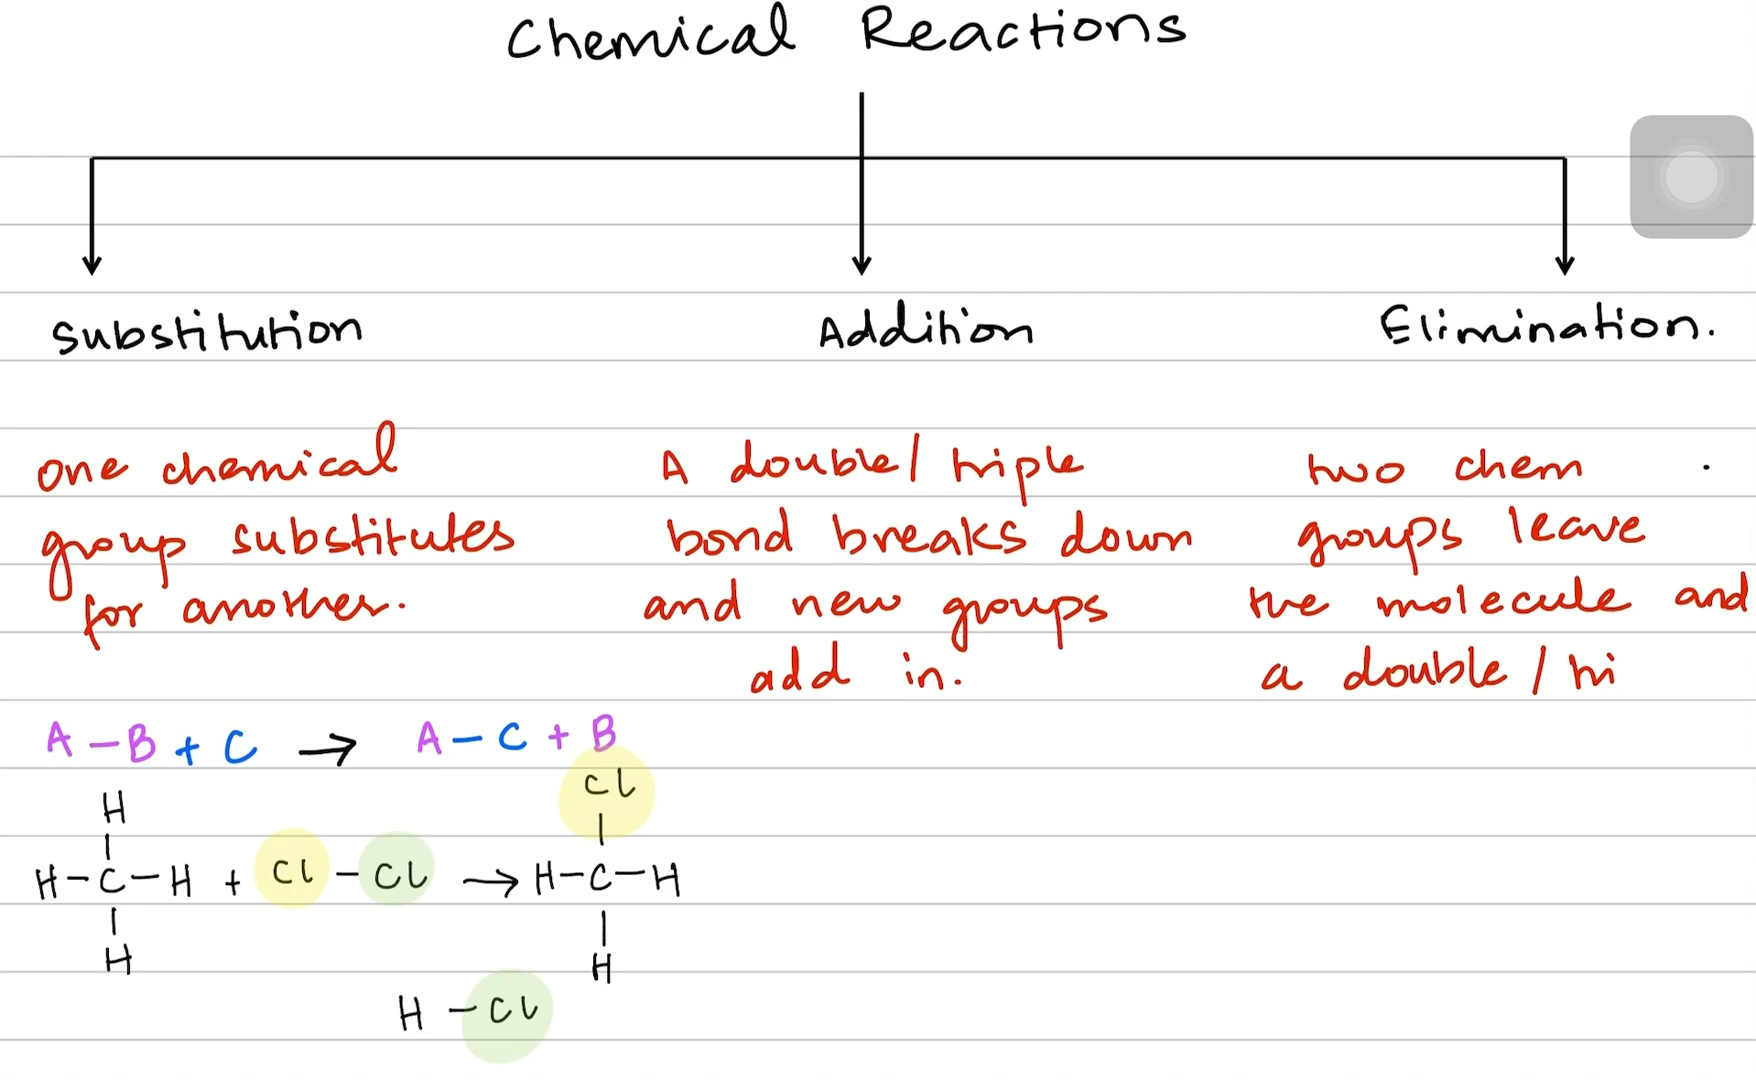 Chemical Reactions
Substitution
Addition
Elimination.
one chemical
group substitutes
for another.
A double/ triple
bond breaks down
and new groups
add in.
two chem
groups leave
the molecule and
a double / tri
A – B + C → A – C + B
H
|
H–C–H + Cl – Cl → H–C–H
|
H
Cl
|
|
H
H – Cl